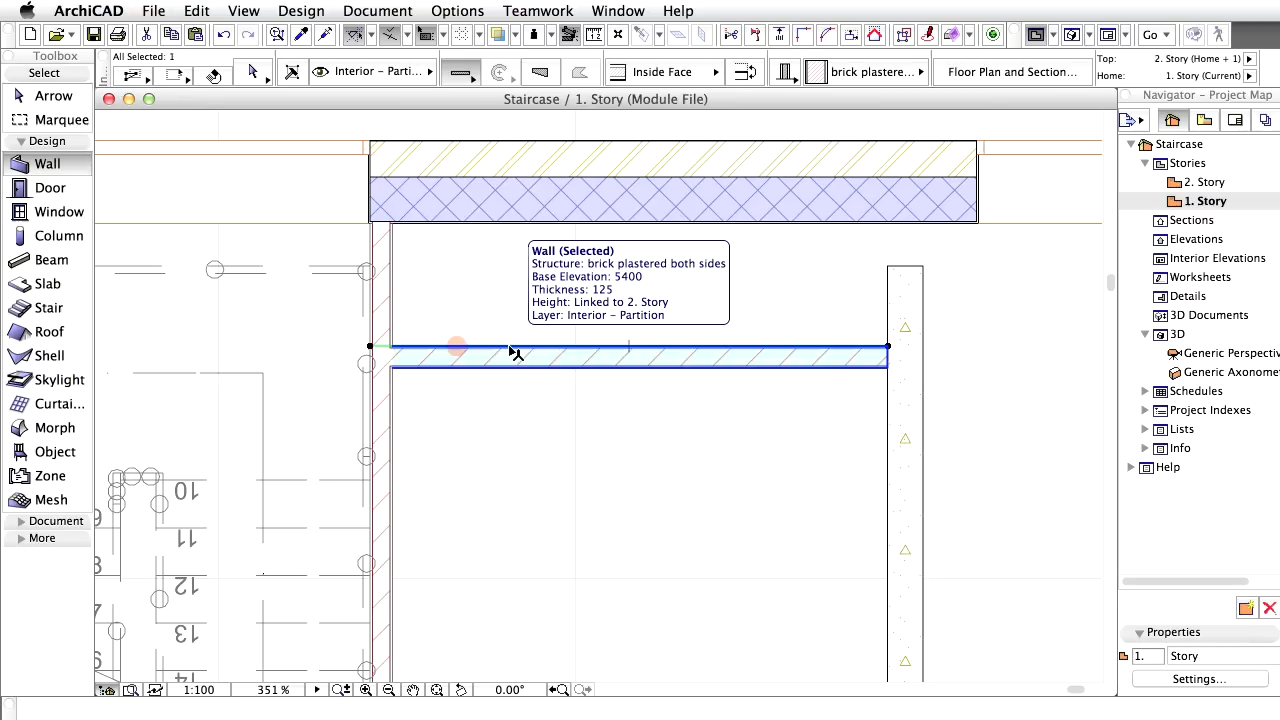 ArchiCAD File Edit View Design Document Options Teamwork Window Help
Go
All Selected: 1
Interior - Parti...
Inside Face
brick plastere...
Floor Plan and Section...
Top: 2. Story (Home + 1)
Home: 1. Story (Current)
Toolbox
Select
Arrow
Marquee
Design
Wall
Door
Window
Column
Beam
Slab
Stair
Roof
Shell
Skylight
Curtai...
Morph
Object
Zone
Mesh
Document
More
Staircase / 1. Story (Module File)
Wall (Selected)
Structure: brick plastered both sides
Base Elevation: 5400
Thickness: 125
Height: Linked to 2. Story
Layer: Interior - Partition
10
11
12
13
14
6
8
7
1:100
351 %
0.00°
Navigator - Project Map
Staircase
Stories
2. Story
1. Story
Sections
Elevations
Interior Elevations
Worksheets
Details
3D Documents
3D
Generic Perspectiv
Generic Axonome
Schedules
Project Indexes
Lists
Info
Help
Properties
1. Story
Settings...